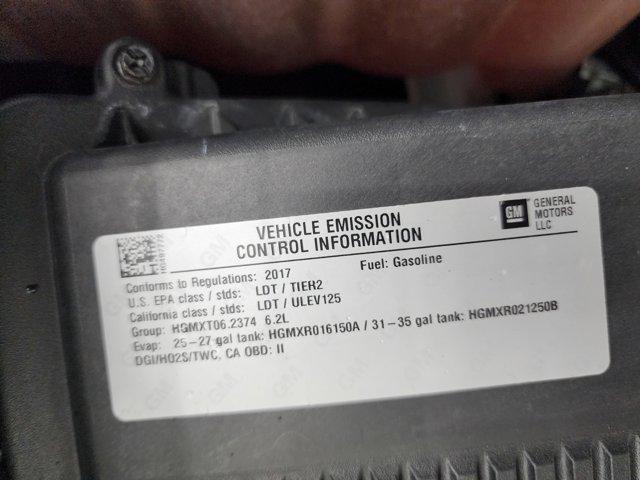 VEHICLE EMISSION
CONTROL INFORMATION
GM
GENERAL
MOTORS
LLC
Conforms to Regulations: 2017
Fuel: Gasoline
U.S. EPA class / stds: LDT / TIER2
California class / stds: LDT / ULEV125
Group: HGMXT06.2374 6.2L
Evap: 25-27 gal tank: HGMXR016150A / 31-35 gal tank: HGMXR021250B
DGI/HO2S/TWC, CA OBD: II